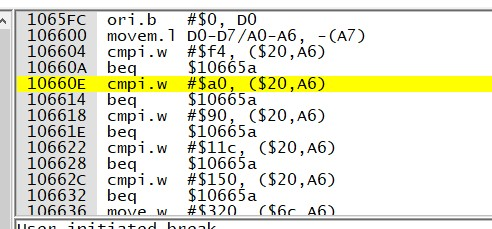 1065FC ori.b #$0, D0
106600 movem.l D0-D7/A0-A6, -(A7)
106604 cmpi.w #$f4, ($20,A6)
10660A beq $10665a
10660E cmpi.w #$a0, ($20,A6)
106614 beq $10665a
106618 cmpi.w #$90, ($20,A6)
10661E beq $10665a
106622 cmpi.w #$11c, ($20,A6)
106628 beq $10665a
10662C cmpi.w #$150, ($20,A6)
106632 beq $10665a
106636 move.w #$320, ($6c,A6)
User initiated break